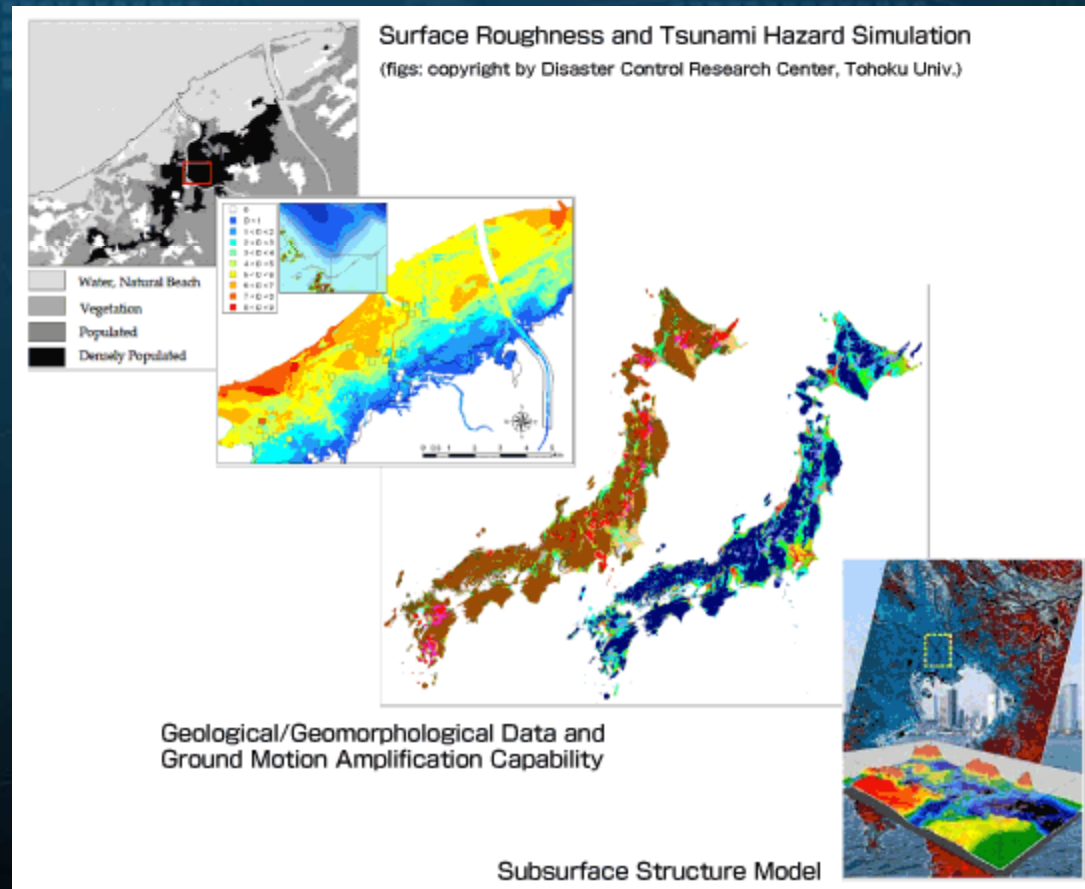 Surface Roughness and Tsunami Hazard Simulation
(figs: copyright by Disaster Control Research Center, Tohoku Univ.)
Water, Natural Beach
Vegetation
Populated
Densely Populated
0
Geological/Geomorphological Data and
Ground Motion Amplification Capability
Subsurface Structure Model